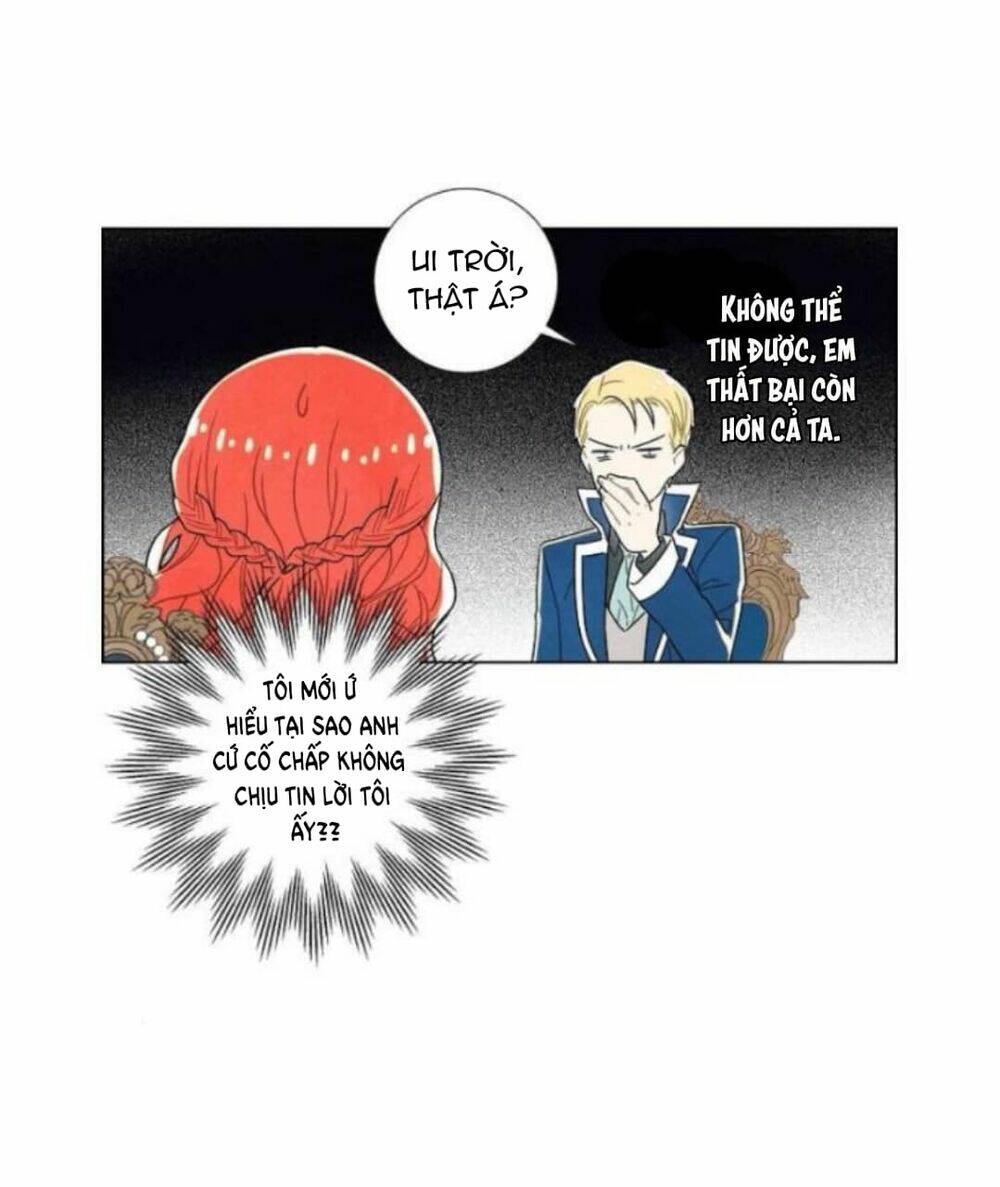 UI TRỜI,
THẬT Á?
KHÔNG THỂ
TIN ĐƯỢC, EM
THẤT BẠI CÒN
HƠN CẢ TA.
TÔI MỚI Ứ
HIỂU TẠI SAO ANH
CỨ CỐ CHẤP KHÔNG
CHỊU TIN LỜI TÔI
ẤY??